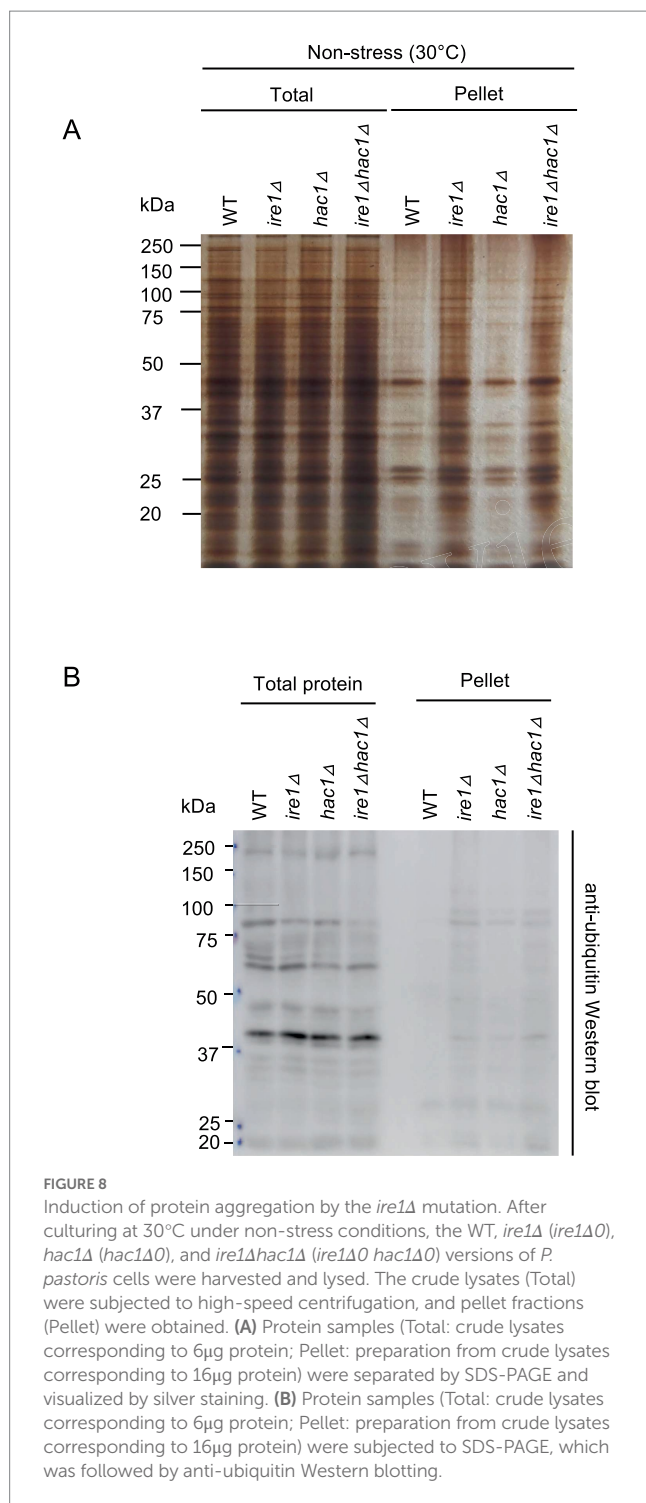 Non-stress (30°C)
Total Pellet
A
kDa
WT ire1Δ hac1Δ ire1Δhac1Δ WT ire1Δ hac1Δ ire1Δhac1Δ
250
150
100
75
50
37
25
20
B
Total protein Pellet
kDa
WT ire1Δ hac1Δ ire1Δhac1Δ WT ire1Δ hac1Δ ire1Δhac1Δ
250
150
100
75
50
37
25
20
anti-ubiquitin Western blot
FIGURE 8
Induction of protein aggregation by the ire1Δ mutation. After
culturing at 30°C under non-stress conditions, the WT, ire1Δ (ire1Δ0),
hac1Δ (hac1Δ0), and ire1Δhac1Δ (ire1Δ0 hac1Δ0) versions of P.
pastoris cells were harvested and lysed. The crude lysates (Total)
were subjected to high-speed centrifugation, and pellet fractions
(Pellet) were obtained. (A) Protein samples (Total: crude lysates
corresponding to 6μg protein; Pellet: preparation from crude lysates
corresponding to 16μg protein) were separated by SDS-PAGE and
visualized by silver staining. (B) Protein samples (Total: crude lysates
corresponding to 6μg protein; Pellet: preparation from crude lysates
corresponding to 16μg protein) were subjected to SDS-PAGE, which
was followed by anti-ubiquitin Western blotting.